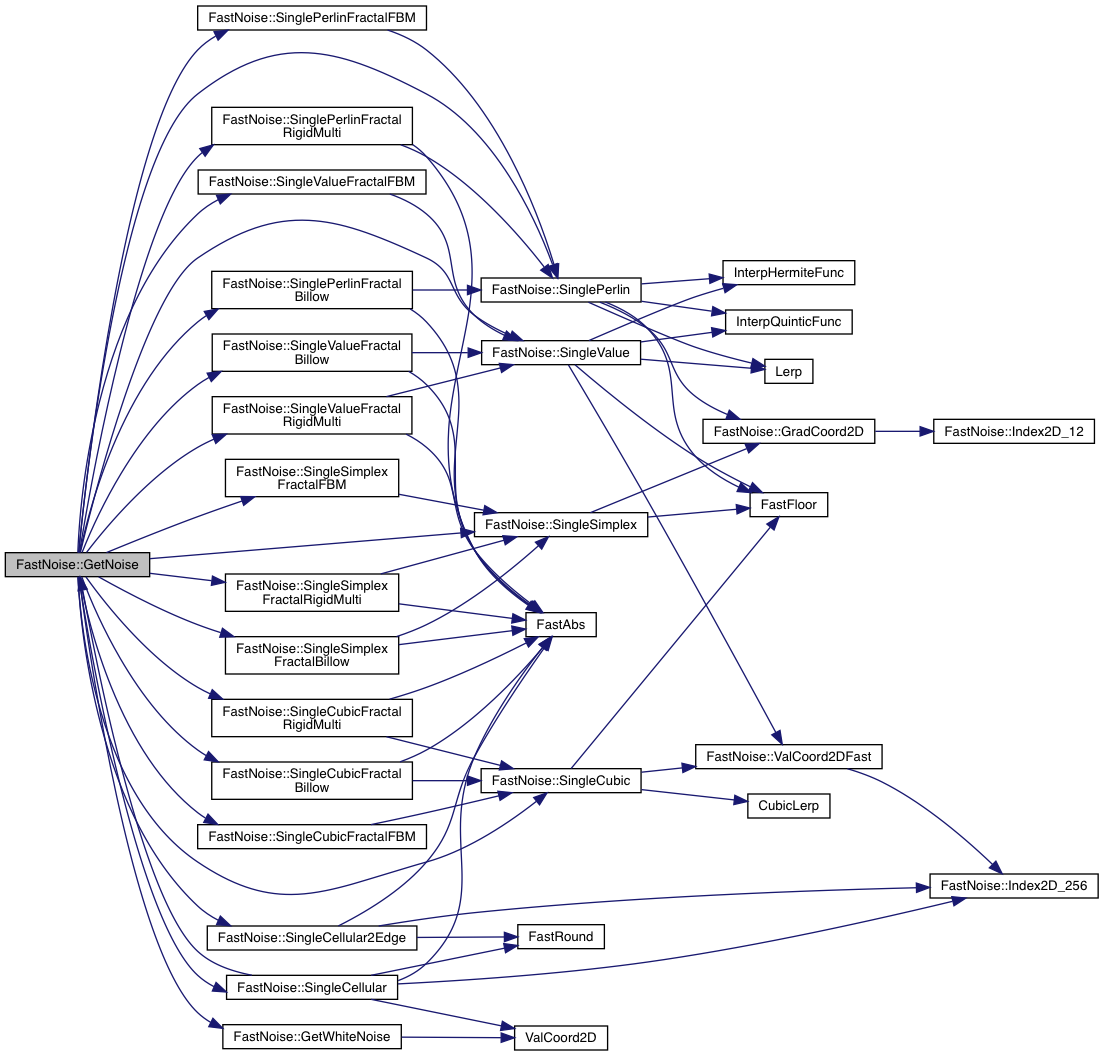 FastNoise::GetNoise
FastNoise::SinglePerlinFractalFBM
FastNoise::SinglePerlinFractal
RigidMulti
FastNoise::SingleValueFractalFBM
FastNoise::SinglePerlinFractal
Billow
FastNoise::SingleValueFractal
Billow
FastNoise::SingleValueFractal
RigidMulti
FastNoise::SingleSimplex
FractalFBM
FastNoise::SingleSimplex
FractalRigidMulti
FastNoise::SingleSimplex
FractalBillow
FastNoise::SingleCubicFractal
RigidMulti
FastNoise::SingleCubicFractal
Billow
FastNoise::SingleCubicFractalFBM
FastNoise::SingleCellular2Edge
FastNoise::SingleCellular
FastNoise::GetWhiteNoise
FastNoise::SinglePerlin
FastNoise::SingleValue
FastNoise::SingleSimplex
FastAbs
FastNoise::SingleCubic
FastRound
ValCoord2D
InterpHermiteFunc
InterpQuinticFunc
Lerp
FastNoise::GradCoord2D
FastFloor
FastNoise::ValCoord2DFast
CubicLerp
FastNoise::Index2D_12
FastNoise::Index2D_256